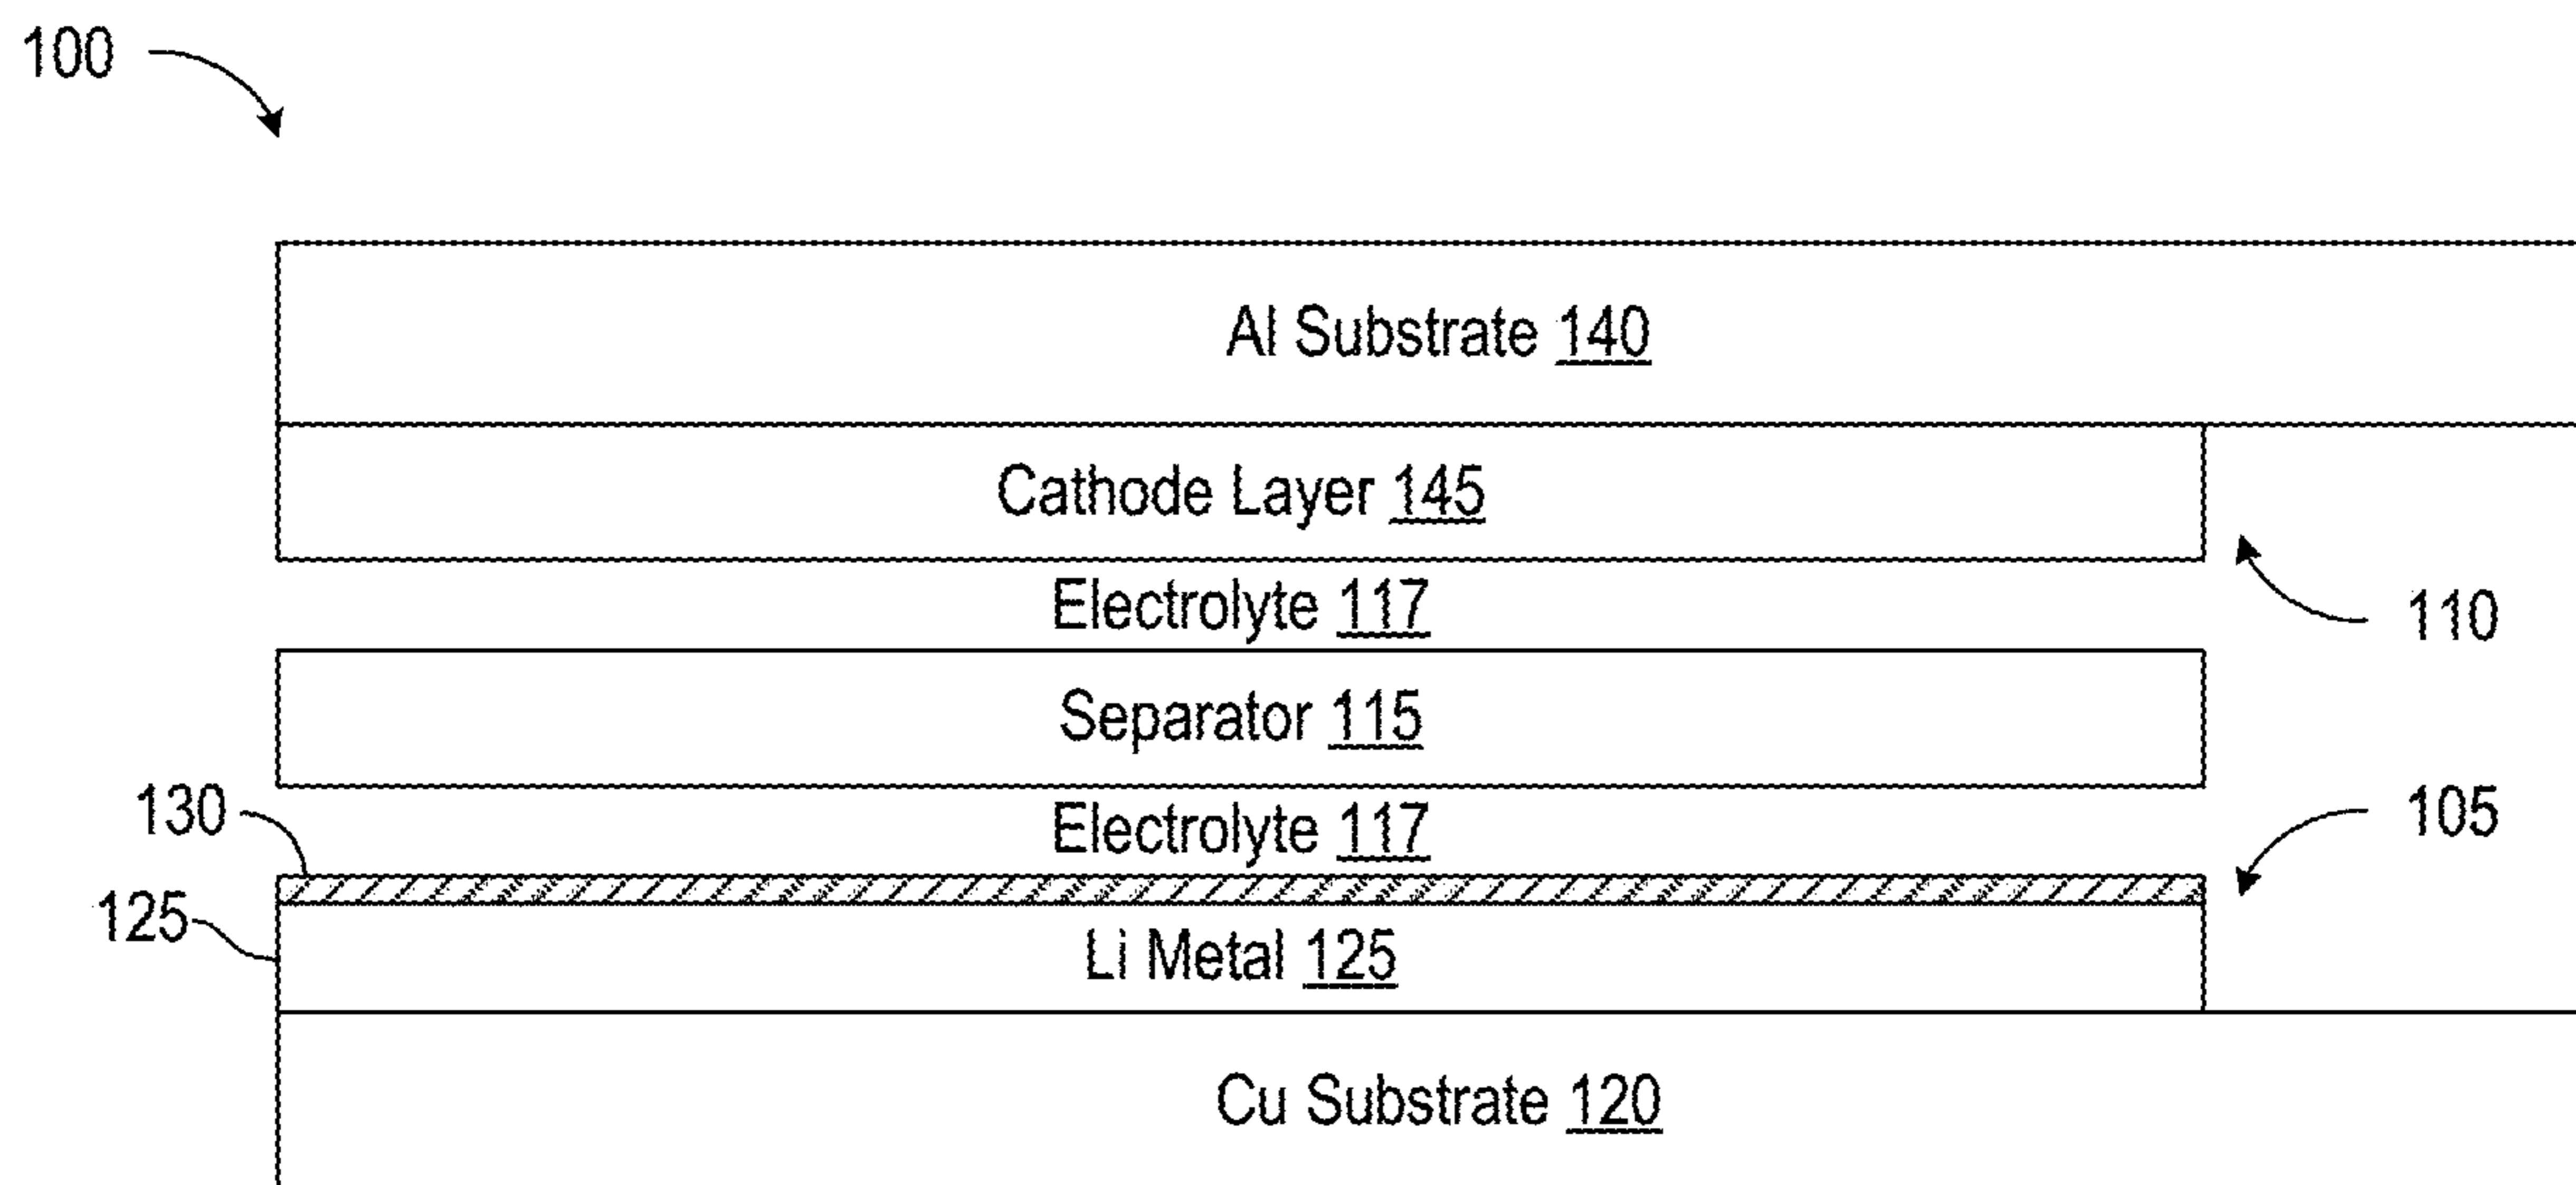 100
Al Substrate 140
Cathode Layer 145
Electrolyte 117
110
Separator 115
130
Electrolyte 117
105
125
Li Metal 125
Cu Substrate 120